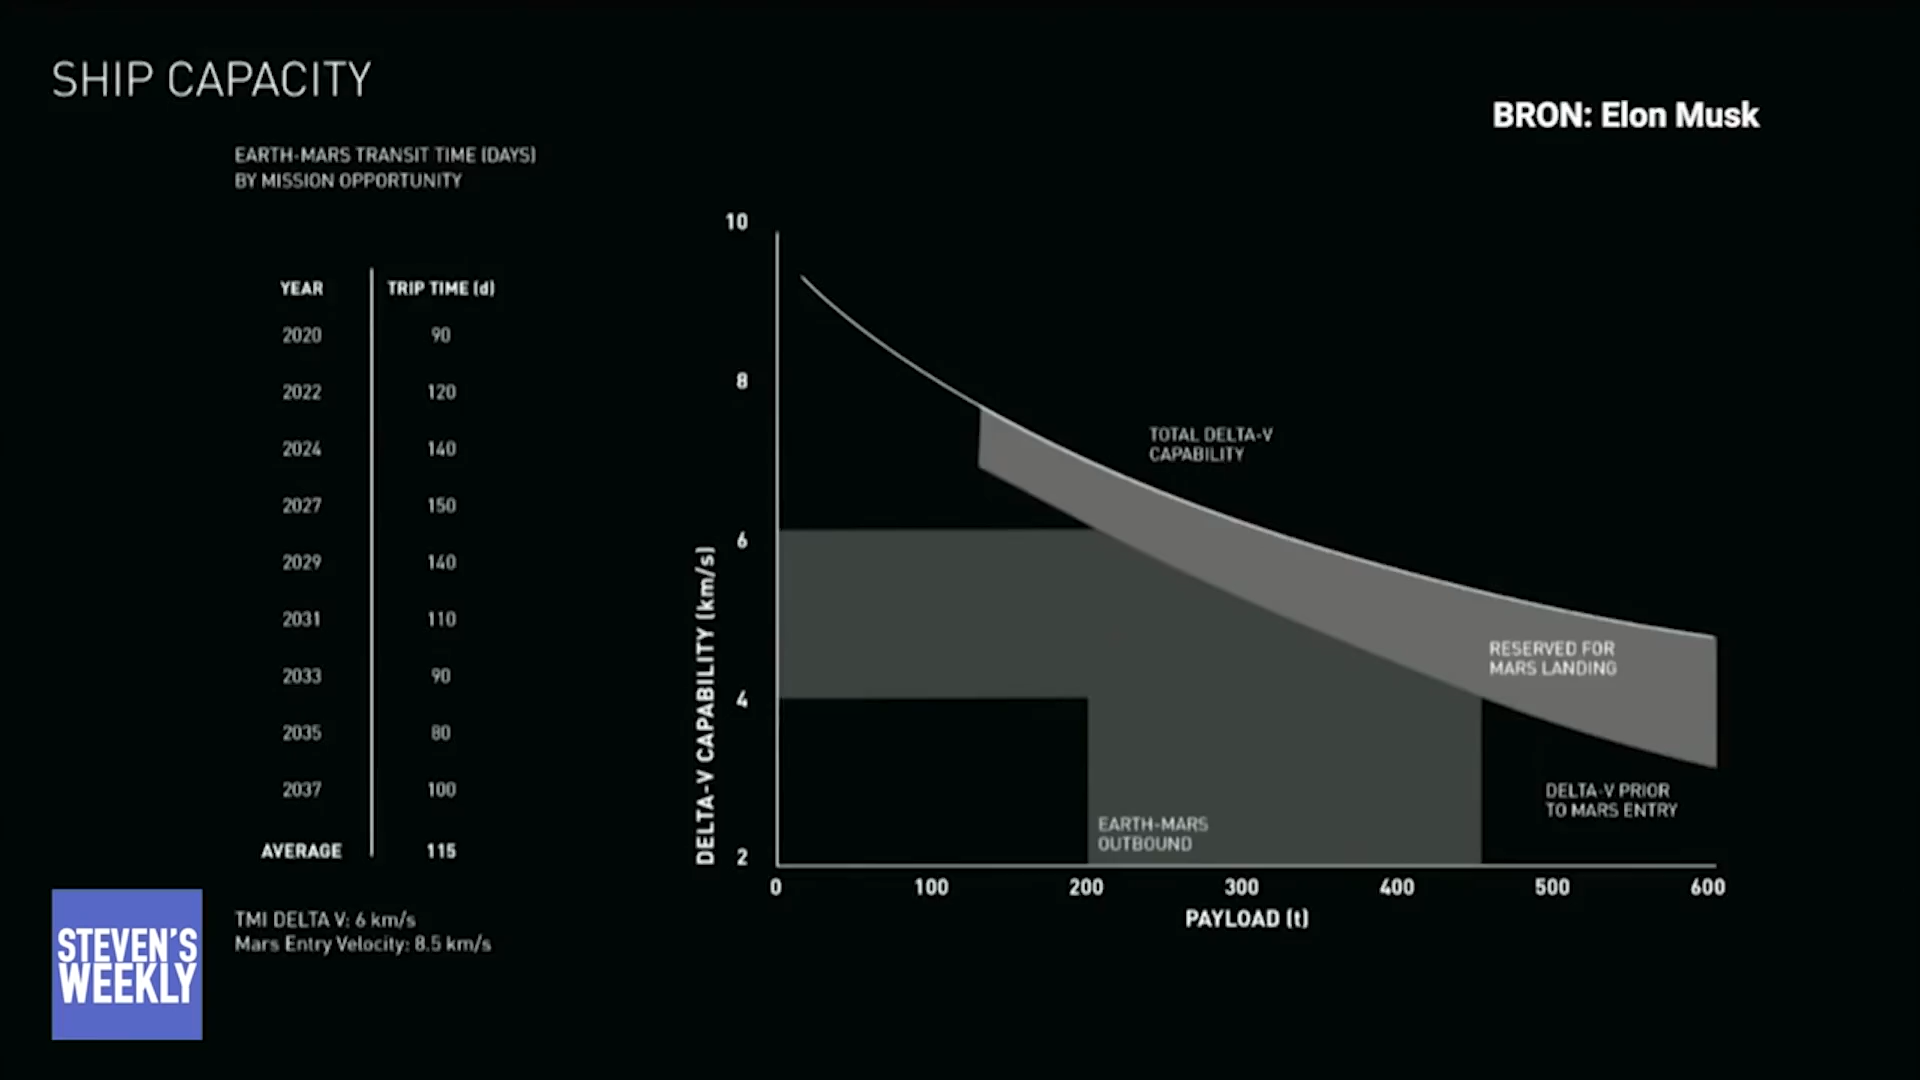 SHIP CAPACITY
BRON: Elon Musk
EARTH-MARS TRANSIT TIME (DAYS)
BY MISSION OPPORTUNITY
YEAR TRIP TIME (d)
2020 90
2022 120
2024 140
2027 150
2029 140
2031 110
2033 90
2035 80
2037 100
AVERAGE 115
TMI DELTA V: 6 km/s
Mars Entry Velocity: 8.5 km/s
STEVEN'S
WEEKLY
DELTA-V CAPABILITY (km/s)
10
8
6
4
2
TOTAL DELTA-V
CAPABILITY
RESERVED FOR
MARS LANDING
DELTA-V PRIOR
TO MARS ENTRY
EARTH-MARS
OUTBOUND
0 100 200 300 400 500 600
PAYLOAD (t)